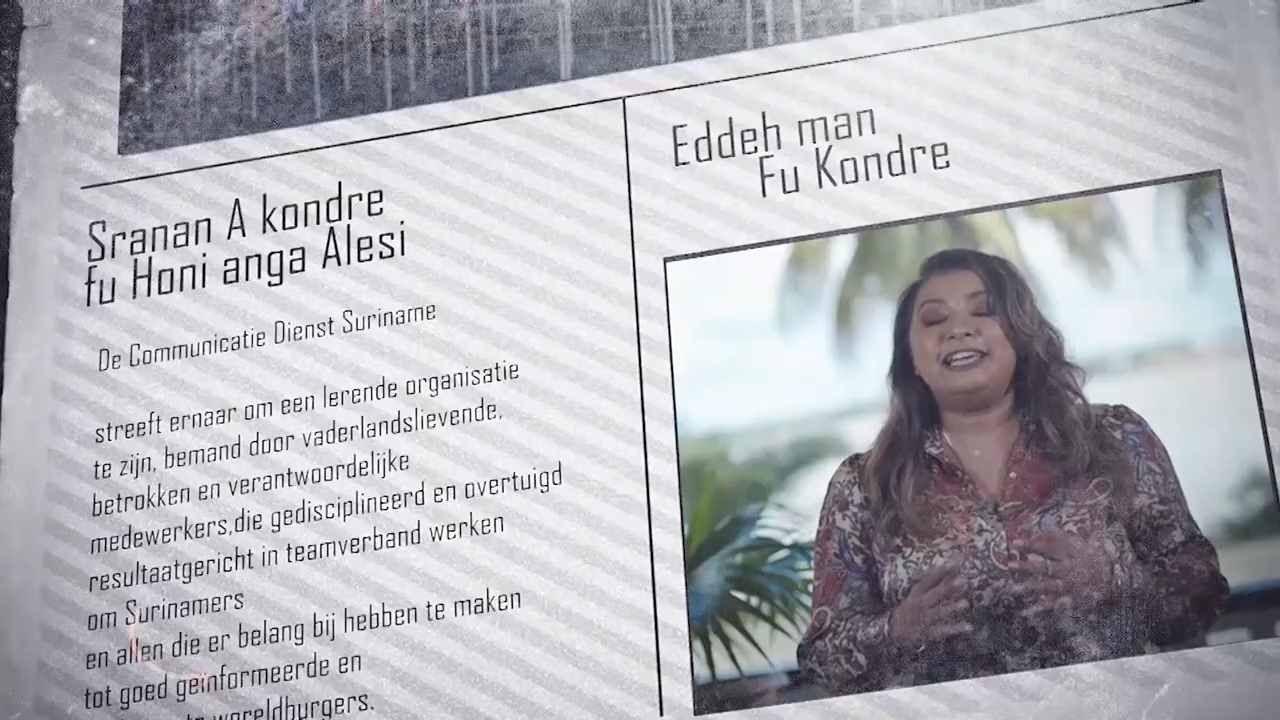 Sranan A kondre
fu Honi anga Alesi
De Communicatie Dienst Suriname
streeft ernaar om een lerende organisatie
te zijn, bemand door vaderlandslievende,
betrokken en verantwoordelijke
medewerkers,die gedisciplineerd en overtuigd
resultaatgericht in teamverband werken
om Surinamers
en allen die er belang bij hebben te maken
tot goed geinformeerde en
wereldburgers.
Eddeh man
Fu Kondre